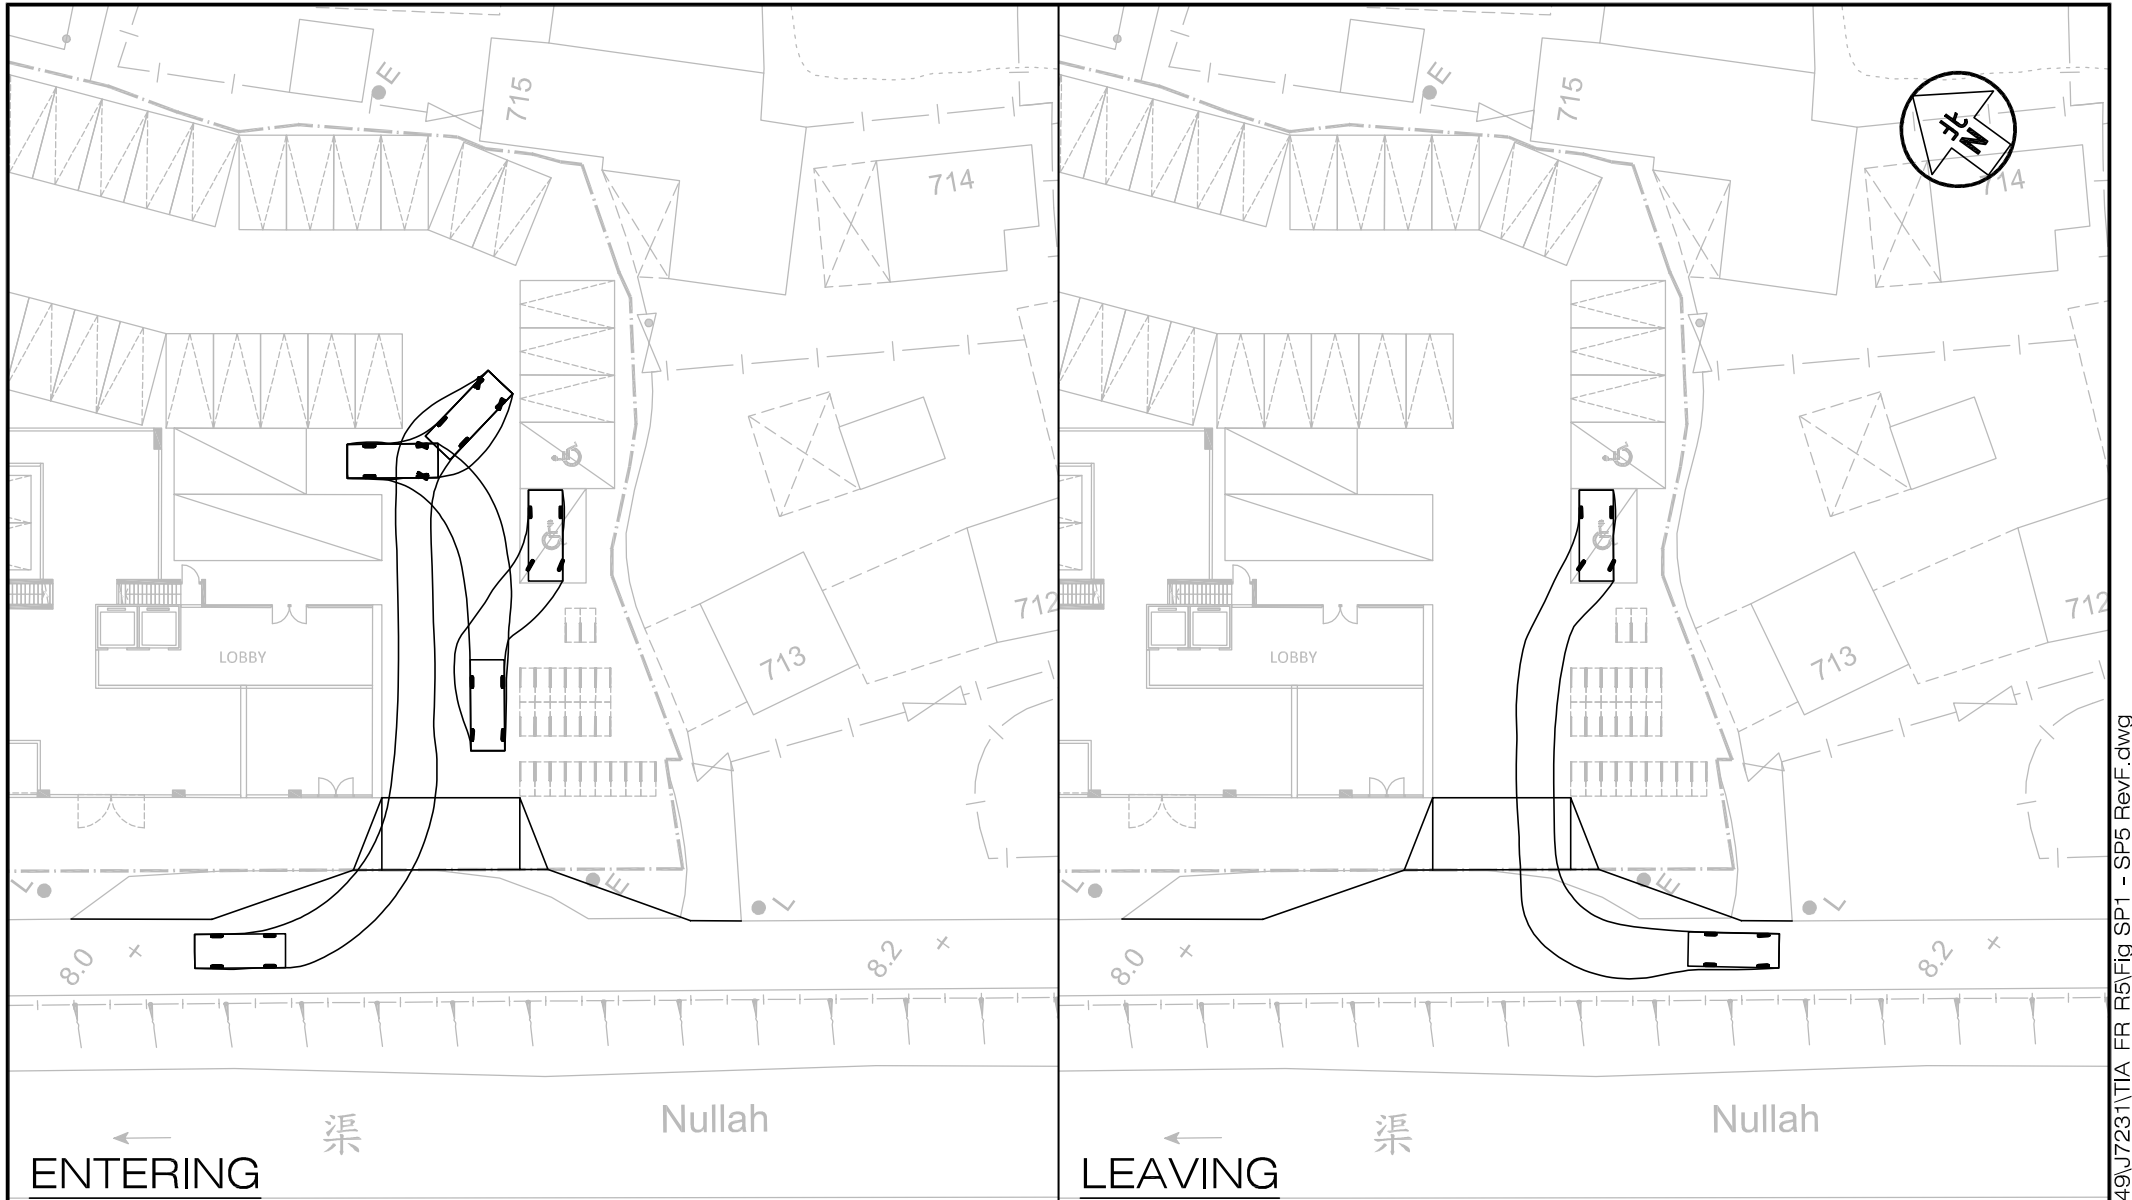 E
715
714
712
713
LOBBY
L
E
L
8.0
8.2
渠
Nullah
ENTERING
E
715
北
N
714
712
713
LOBBY
L
E
L
8.0
8.2
渠
Nullah
LEAVING
49\J7231\TIA FR R5\Fig SP1 - SP5 RevF.dwg